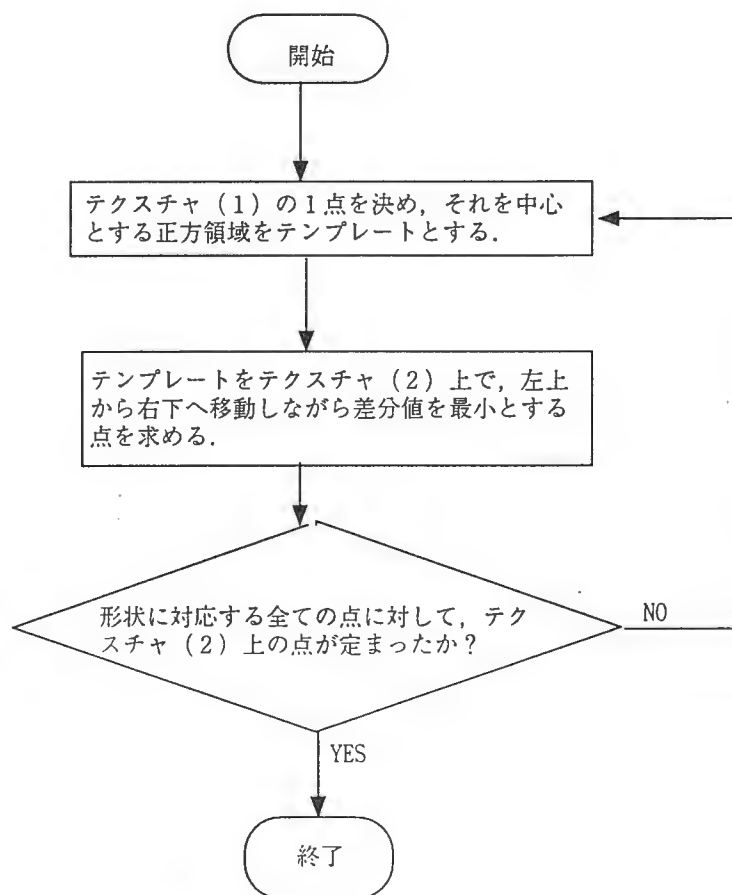 開始
テクスチャ（1）の1点を決め，それを中心
とする正方領域をテンプレートとする．
テンプレートをテクスチャ（2）上で，左上
から右下へ移動しながら差分値を最小とする
点を求める．
形状に対応する全ての点に対して，テク
スチャ（2）上の点が定まったか？
NO
YES
終了